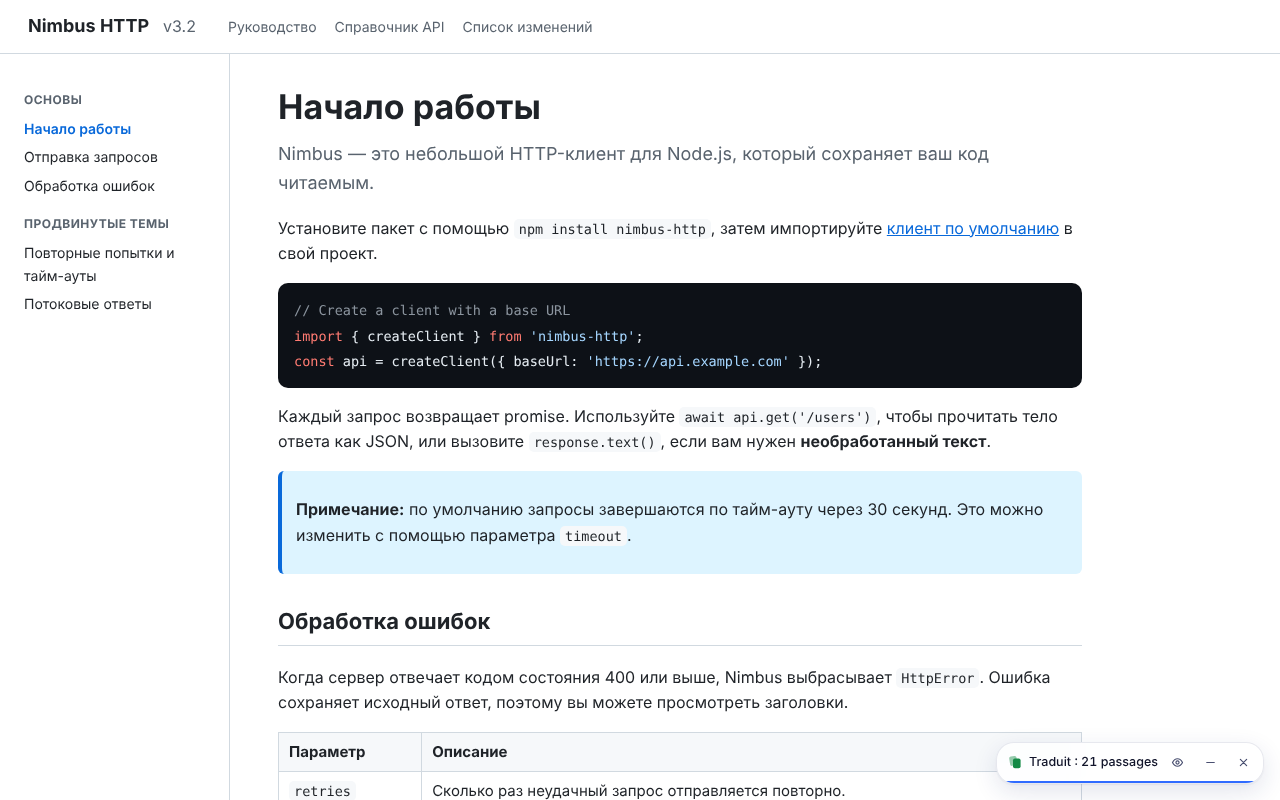 Nimbus HTTP v3.2 Руководство Справочник API Список изменений
ОСНОВЫ
Начало работы
Отправка запросов
Обработка ошибок
ПРОДВИНУТЫЕ ТЕМЫ
Повторные попытки и
тайм-ауты
Потоковые ответы
Начало работы
Nimbus — это небольшой HTTP-клиент для Node.js, который сохраняет ваш код
читаемым.
Установите пакет с помощью npm install nimbus-http, затем импортируйте клиент по умолчанию в
свой проект.
// Create a client with a base URL
import { createClient } from 'nimbus-http';
const api = createClient({ baseUrl: 'https://api.example.com' });
Каждый запрос возвращает promise. Используйте await api.get('/users'), чтобы прочитать тело
ответа как JSON, или вызовите response.text(), если вам нужен необработанный текст.
Примечание: по умолчанию запросы завершаются по тайм-ауту через 30 секунд. Это можно
изменить с помощью параметра timeout.
Обработка ошибок
Когда сервер отвечает кодом состояния 400 или выше, Nimbus выбрасывает HttpError. Ошибка
сохраняет исходный ответ, поэтому вы можете просмотреть заголовки.
Параметр Описание
retries Сколько раз неудачный запрос отправляется повторно.
Traduit : 21 passages